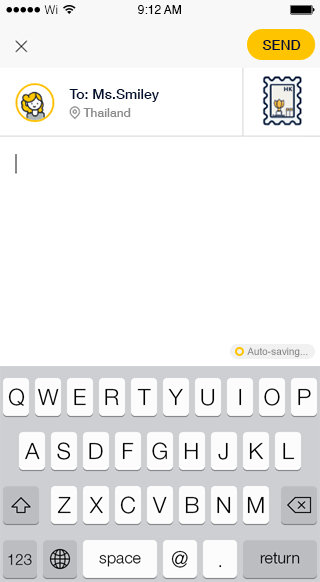 Wi 9:12 AM
SEND
To: Ms.Smiley
Thailand
HK
Auto-saving...
Q W E R T Y U I O P
A S D F G H J K L
Z X C V B N M
123 space @ . return